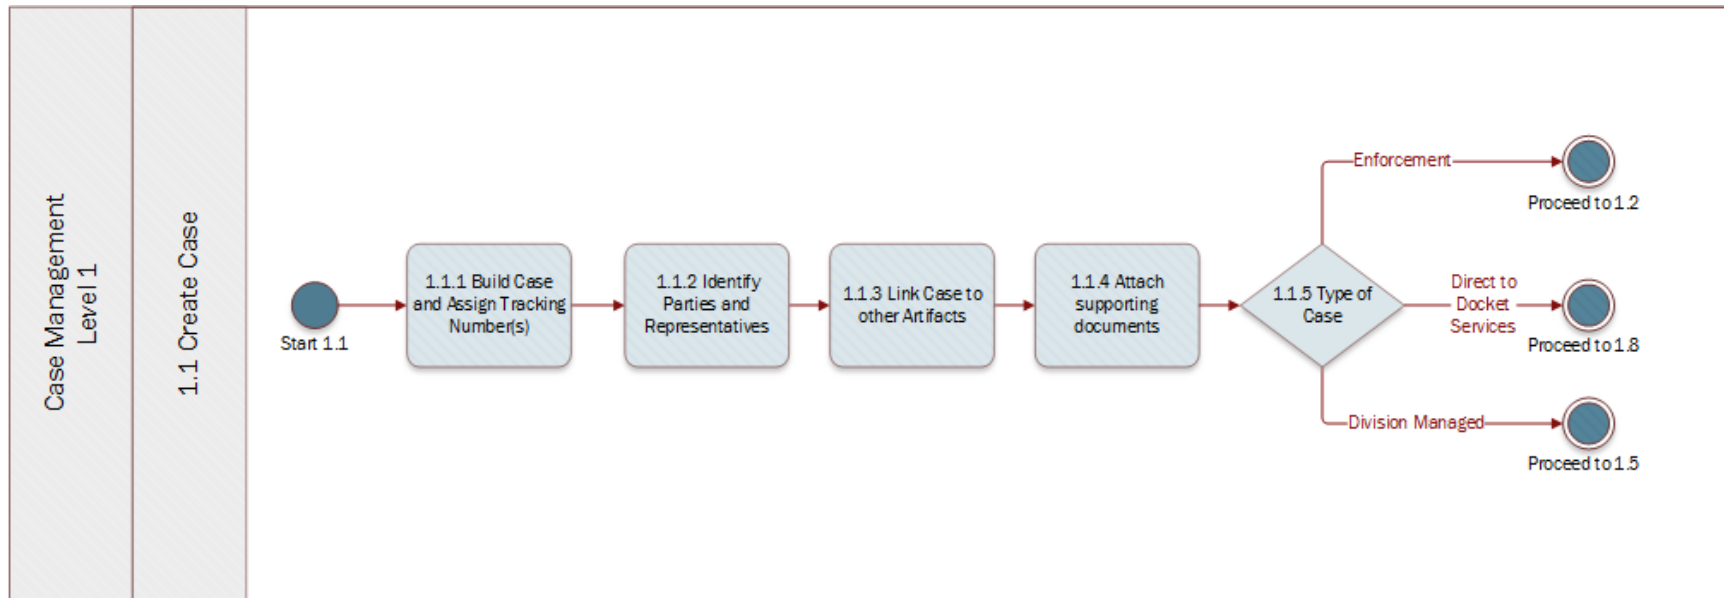 Case Management
Level 1
1.1 Create Case
Start 1.1
1.1.1 Build Case
and Assign Tracking
Number(s)
1.1.2 Identify
Parties and
Representatives
1.1.3 Link Case to
other Artifacts
1.1.4 Attach
supporting
documents
1.1.5 Type of
Case
Enforcement
Proceed to 1.2
Direct to
Docket
Services
Proceed to 1.8
Division Managed
Proceed to 1.5